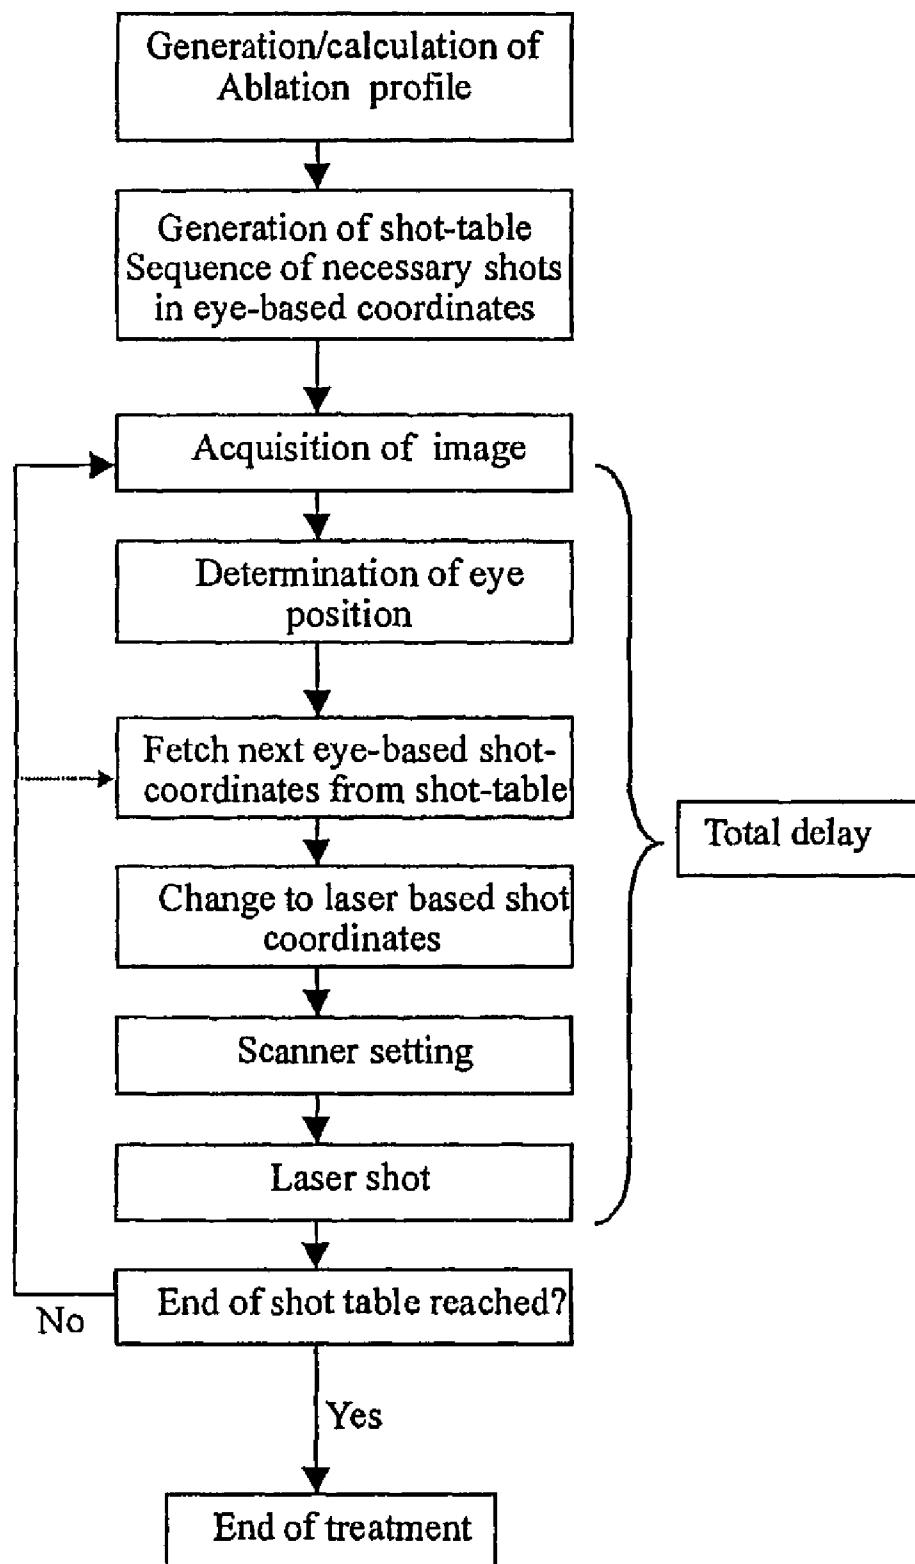 Generation/calculation of
Ablation profile
Generation of shot-table
Sequence of necessary shots
in eye-based coordinates
Acquisition of image
Determination of eye
position
Fetch next eye-based shot-
coordinates from shot-table
Total delay
Change to laser based shot
coordinates
Scanner setting
Laser shot
End of shot table reached?
No
Yes
End of treatment